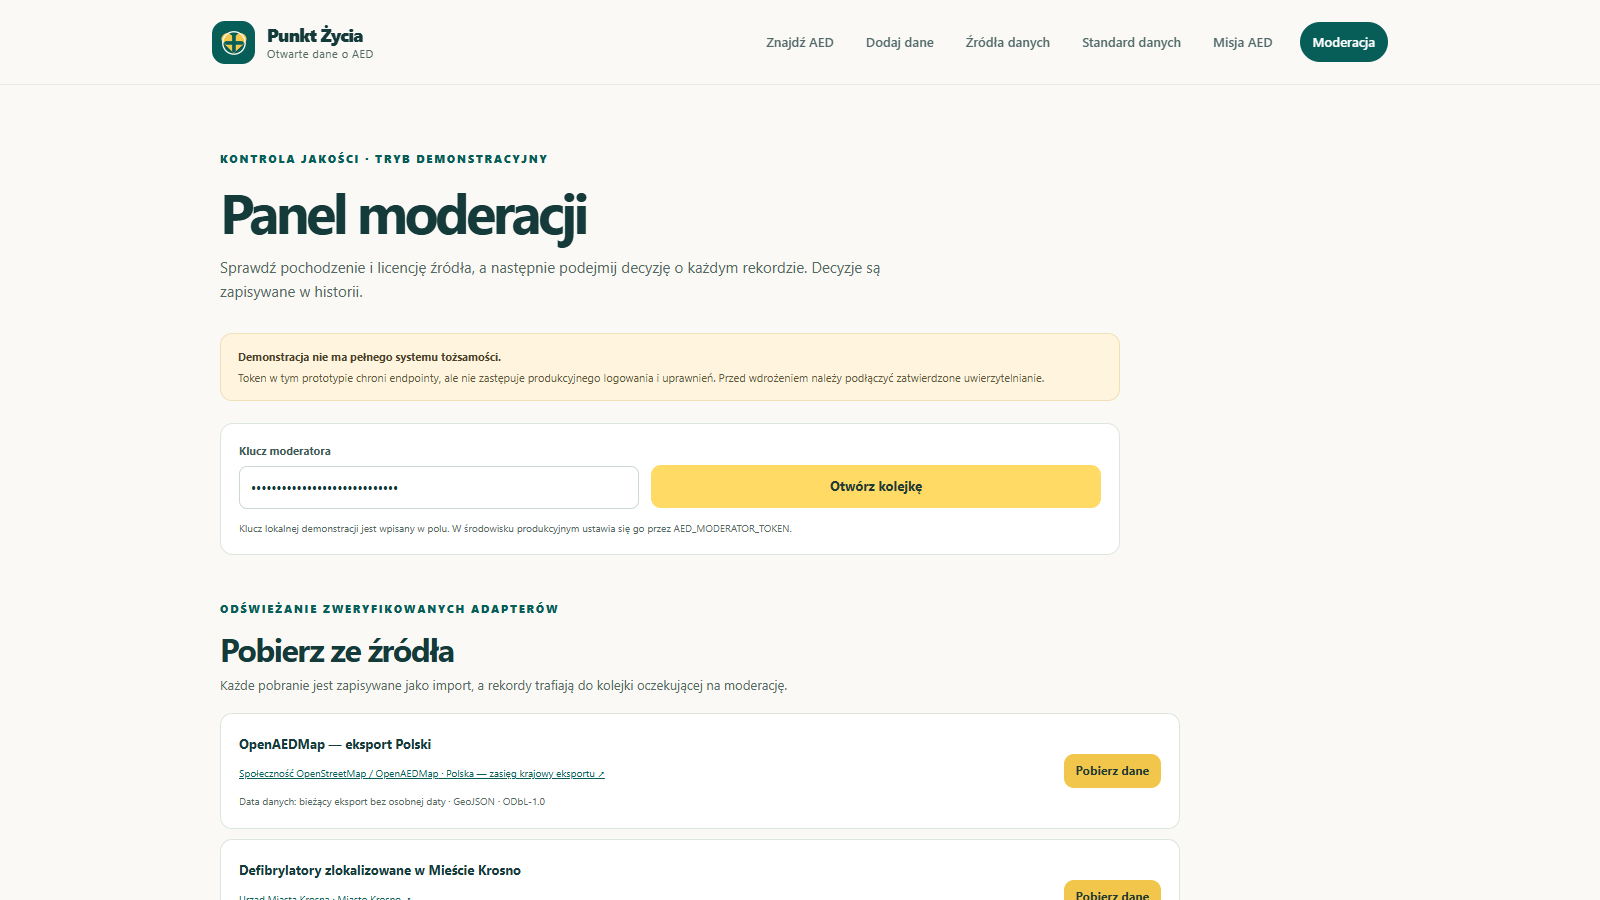 Punkt Życia
Otwarte dane o AED
Znajdź AED
Dodaj dane
Źródła danych
Standard danych
Misja AED
Moderacja
KONTROLA JAKOŚCI · TRYB DEMONSTRACYJNY
Panel moderacji
Sprawdź pochodzenie i licencję źródła, a następnie podejmij decyzję o każdym rekordzie. Decyzje są
zapisywane w historii.
Demonstracja nie ma pełnego systemu tożsamości.
Token w tym prototypie chroni endpointy, ale nie zastępuje produkcyjnego logowania i uprawnień. Przed wdrożeniem należy podłączyć zatwierdzone uwierzytelnianie.
Klucz moderatora
•••••••••••••••••••••••••••••
Otwórz kolejkę
Klucz lokalnej demonstracji jest wpisany w polu. W środowisku produkcyjnym ustawia się go przez AED_MODERATOR_TOKEN.
ODŚWIEŻANIE ZWERYFIKOWANYCH ADAPTERÓW
Pobierz ze źródła
Każde pobranie jest zapisywane jako import, a rekordy trafiają do kolejki oczekującej na moderację.
OpenAEDMap — eksport Polski
Społeczność OpenStreetMap / OpenAEDMap · Polska — zasięg krajowy eksportu ↗
Data danych: bieżący eksport bez osobnej daty · GeoJSON · ODbL-1.0
Pobierz dane
Defibrylatory zlokalizowane w Mieście Krosno
Urząd Miasta Krosna · Miasto Krosno ↗
Pobierz dane